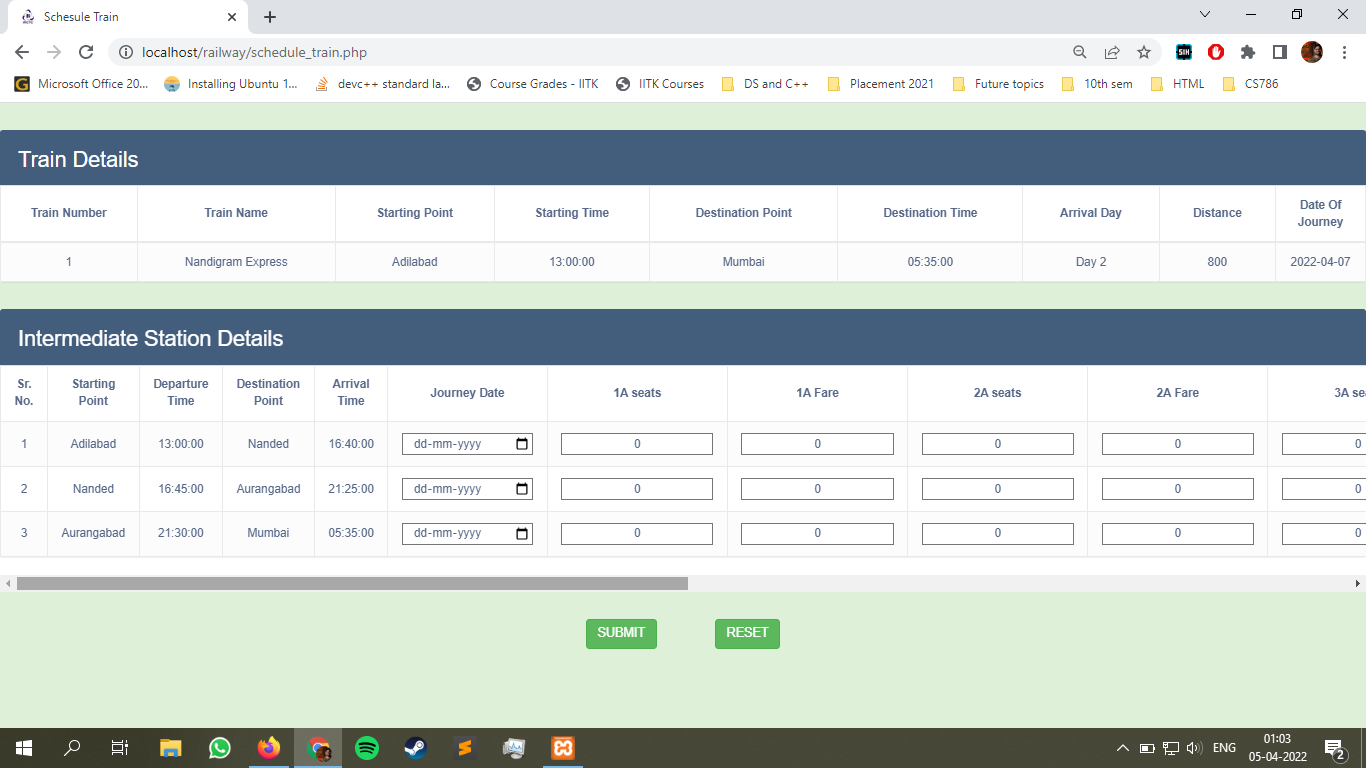 Schesule Train
localhost/railway/schedule_train.php
SIH
G Microsoft Office 20... Installing Ubuntu 1... devc++ standard la... Course Grades - IITK IITK Courses DS and C++ Placement 2021 Future topics 10th sem HTML CS786
Train Details
Train Number Train Name Starting Point Starting Time Destination Point Destination Time Arrival Day Distance Date Of Journey
1 Nandigram Express Adilabad 13:00:00 Mumbai 05:35:00 Day 2 800 2022-04-07
Intermediate Station Details
Sr. No. Starting Point Departure Time Destination Point Arrival Time Journey Date 1A seats 1A Fare 2A seats 2A Fare 3A sea
1 Adilabad 13:00:00 Nanded 16:40:00 dd-mm-yyyy 0 0 0 0 0
2 Nanded 16:45:00 Aurangabad 21:25:00 dd-mm-yyyy 0 0 0 0 0
3 Aurangabad 21:30:00 Mumbai 05:35:00 dd-mm-yyyy 0 0 0 0 0
SUBMIT RESET
ENG 01:03
05-04-2022 2